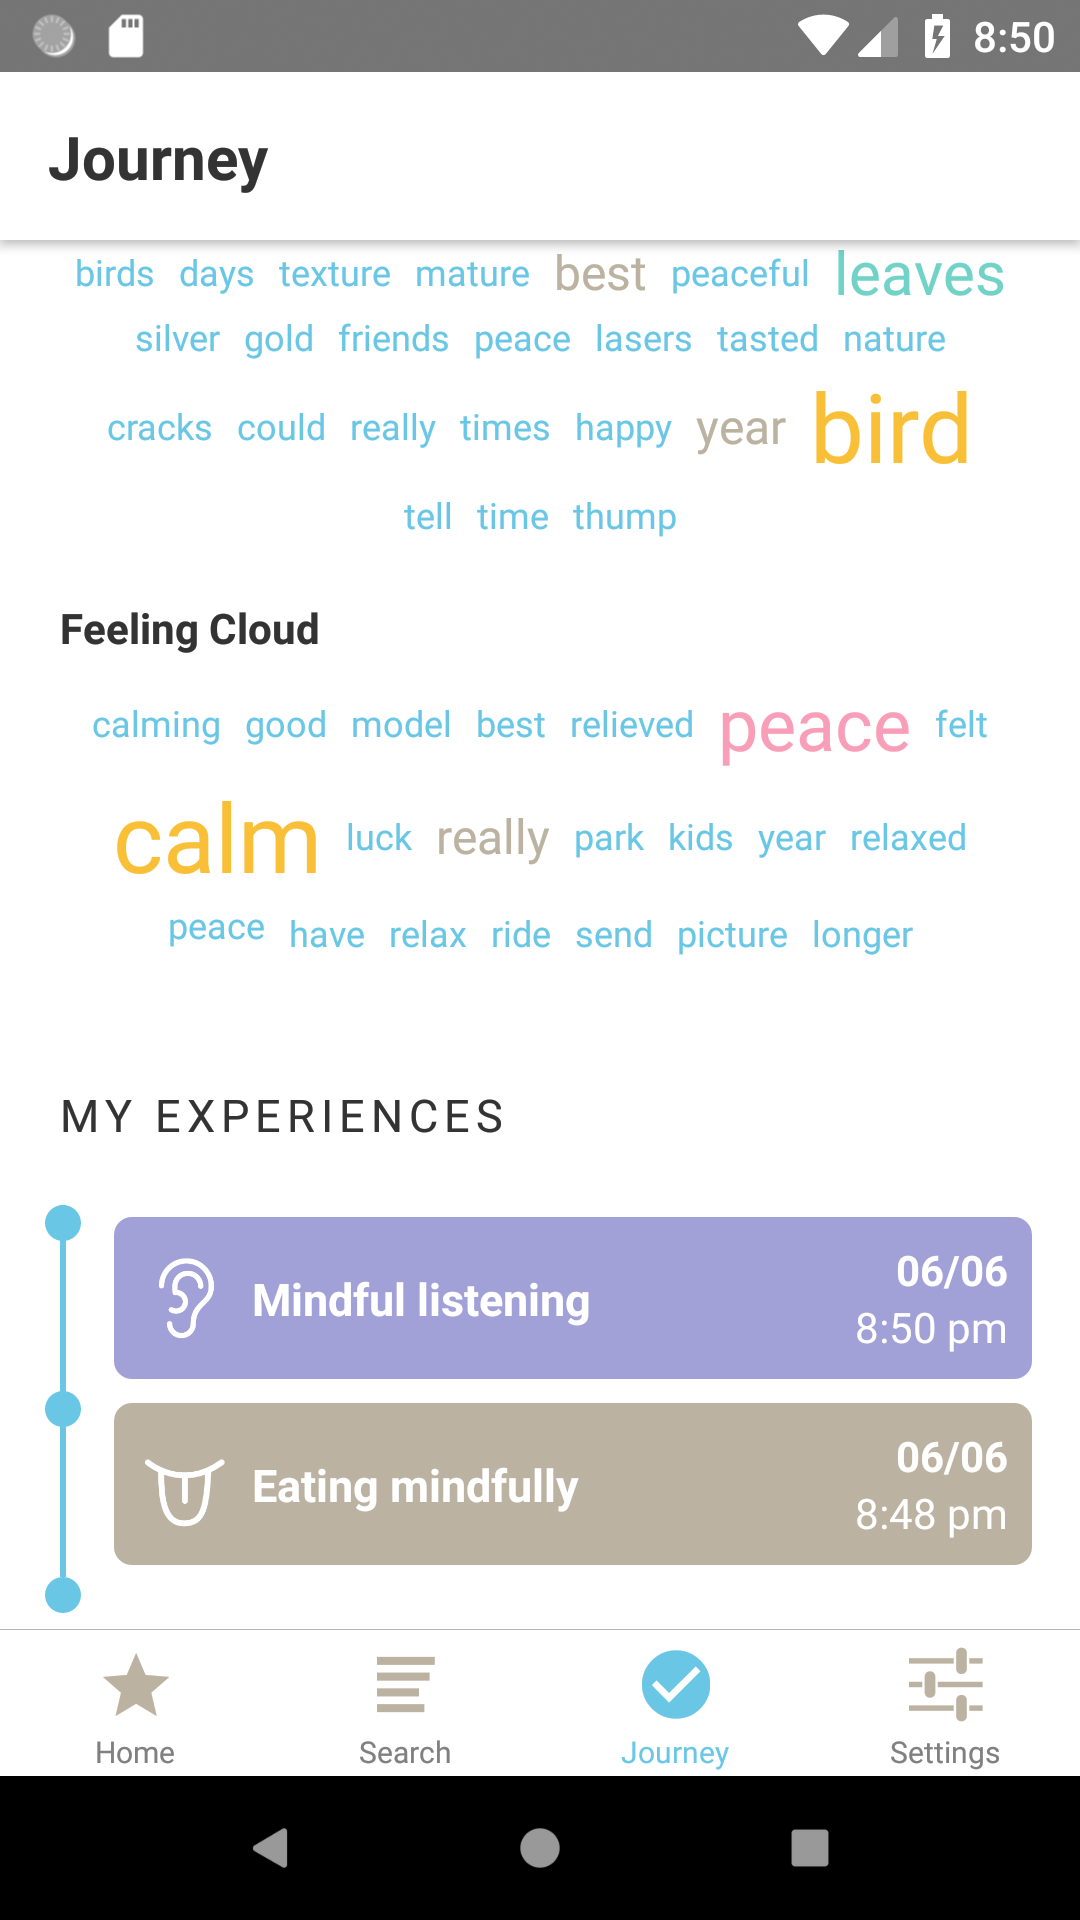 8:50
Journey
birds days texture mature best peaceful leaves
silver gold friends peace lasers tasted nature
cracks could really times happy year bird
tell time thump
Feeling Cloud
calming good model best relieved peace felt
calm luck really park kids year relaxed
peace have relax ride send picture longer
MY EXPERIENCES
Mindful listening
06/06
8:50 pm
Eating mindfully
06/06
8:48 pm
Home Search Journey Settings